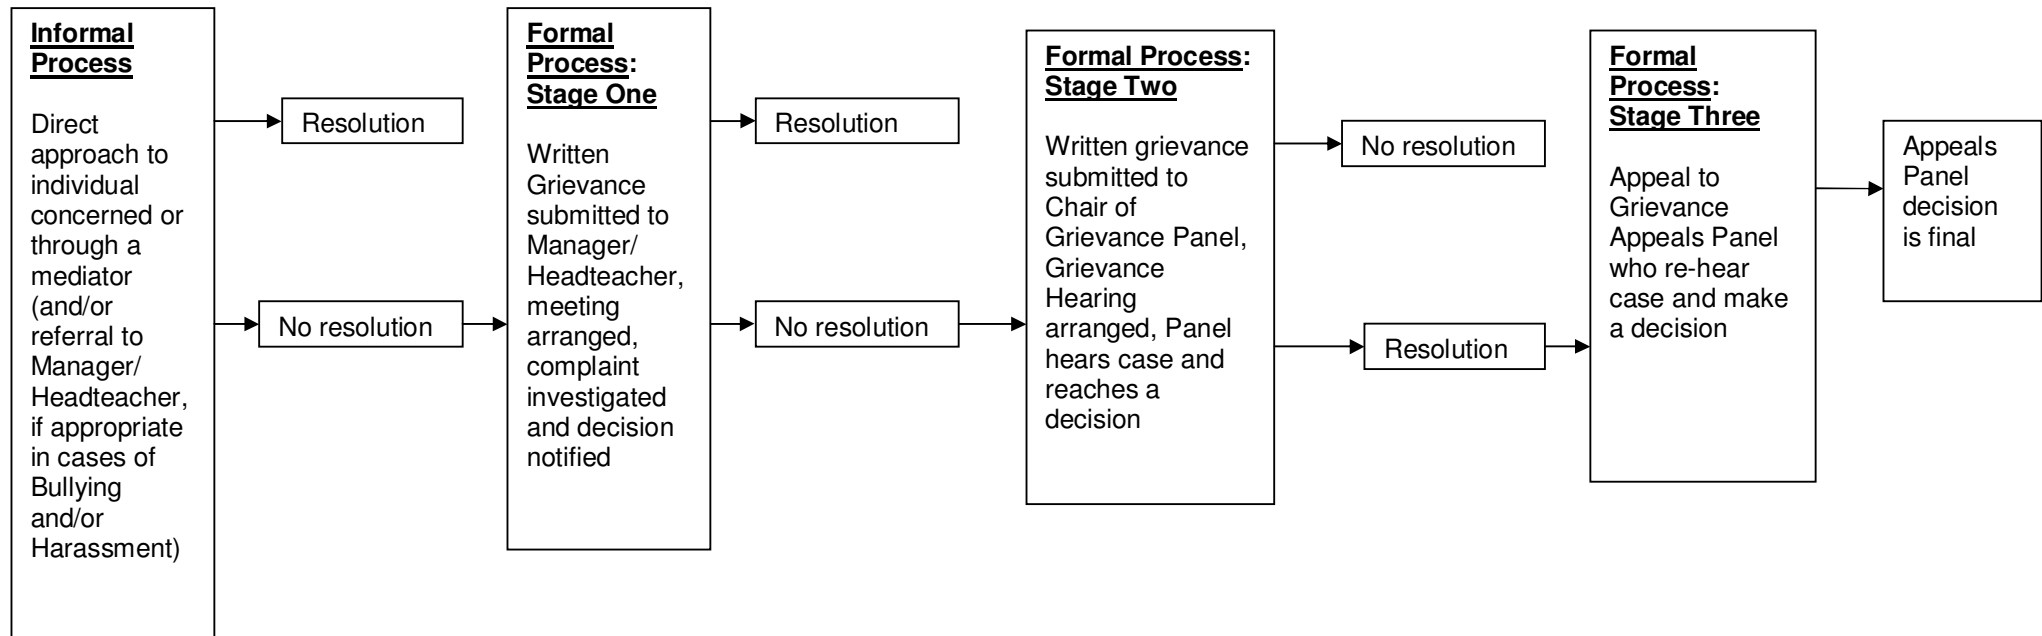 Informal
Process
Direct
approach to
individual
concerned or
through a
mediator
(and/or
referral to
Manager/
Headteacher,
if appropriate
in cases of
Bullying
and/or
Harassment)
Resolution
No resolution
Formal
Process:
Stage One
Written
Grievance
submitted to
Manager/
Headteacher,
meeting
arranged,
complaint
investigated
and decision
notified
Resolution
No resolution
Formal Process:
Stage Two
Written grievance
submitted to
Chair of
Grievance Panel,
Grievance
Hearing
arranged, Panel
hears case and
reaches a
decision
No resolution
Resolution
Formal
Process:
Stage Three
Appeal to
Grievance
Appeals Panel
who re-hear
case and make
a decision
Appeals
Panel
decision
is final